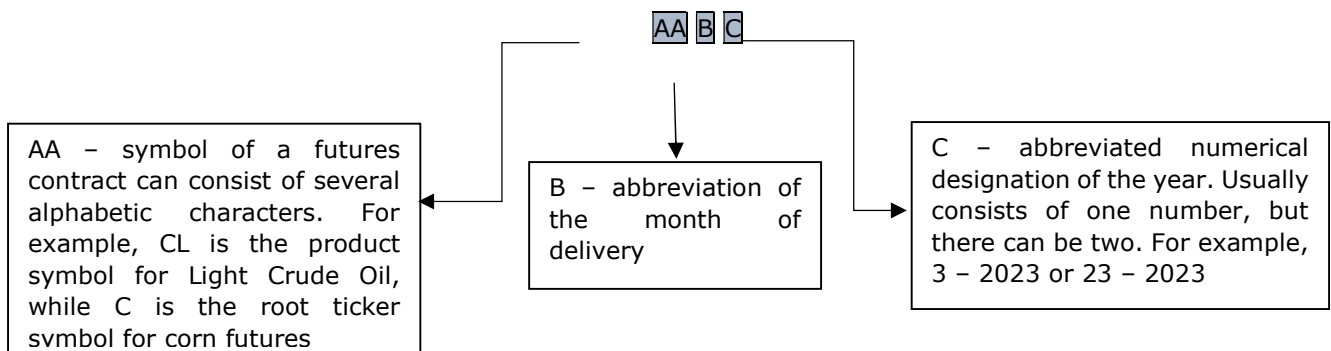 AA B C
AA – symbol of a futures
contract can consist of several
alphabetic characters. For
example, CL is the product
symbol for Light Crude Oil,
while C is the root ticker
symbol for corn futures
B – abbreviation of
the month of
delivery
C – abbreviated numerical
designation of the year. Usually
consists of one number, but
there can be two. For example,
3 – 2023 or 23 – 2023